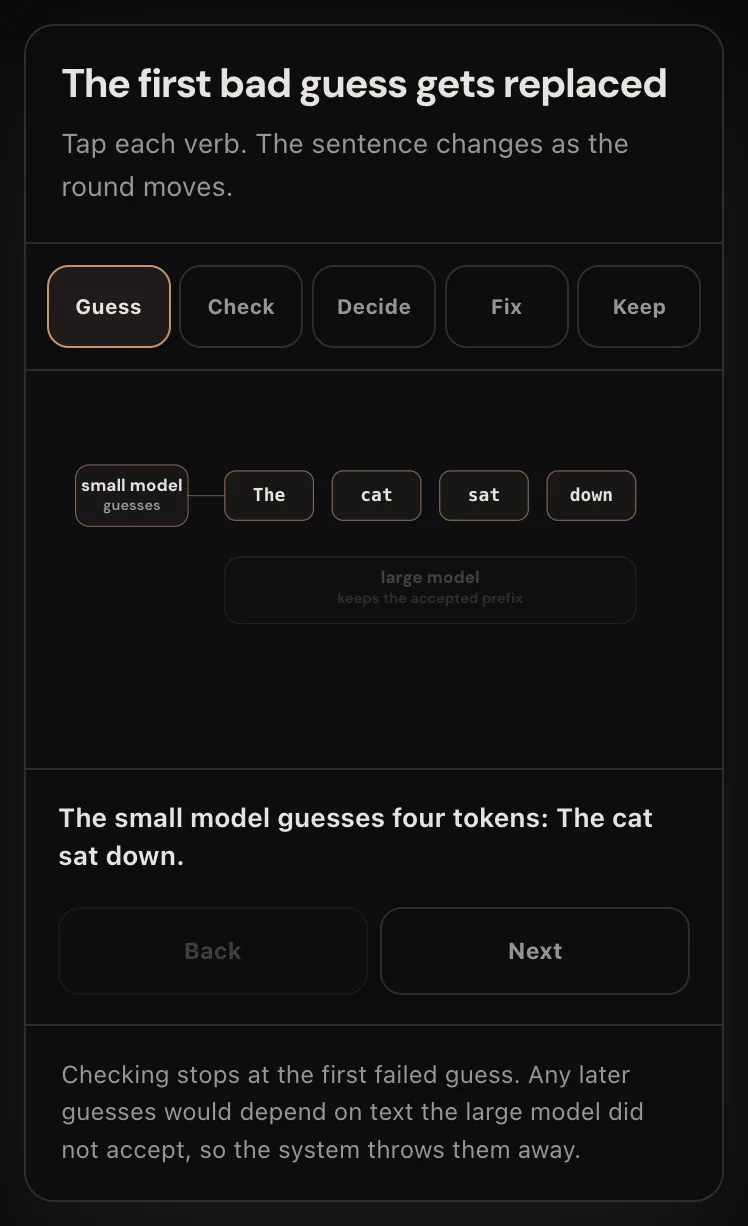 The first bad guess gets replaced
Tap each verb. The sentence changes as the
round moves.
Guess Check Decide Fix Keep
small model
guesses
The cat sat down
large model
keeps the accepted prefix
The small model guesses four tokens: The cat
sat down.
Back Next
Checking stops at the first failed guess. Any later
guesses would depend on text the large model did
not accept, so the system throws them away.